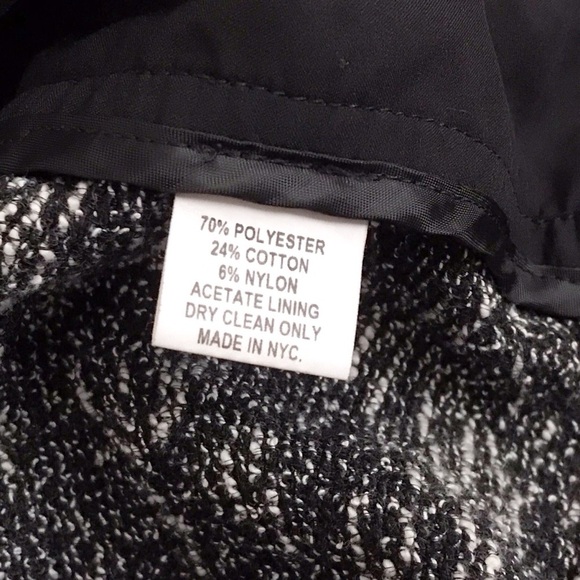 70% POLYESTER
24% COTTON
6% NYLON
ACETATE LINING
DRY CLEAN ONLY
MADE IN NYC.